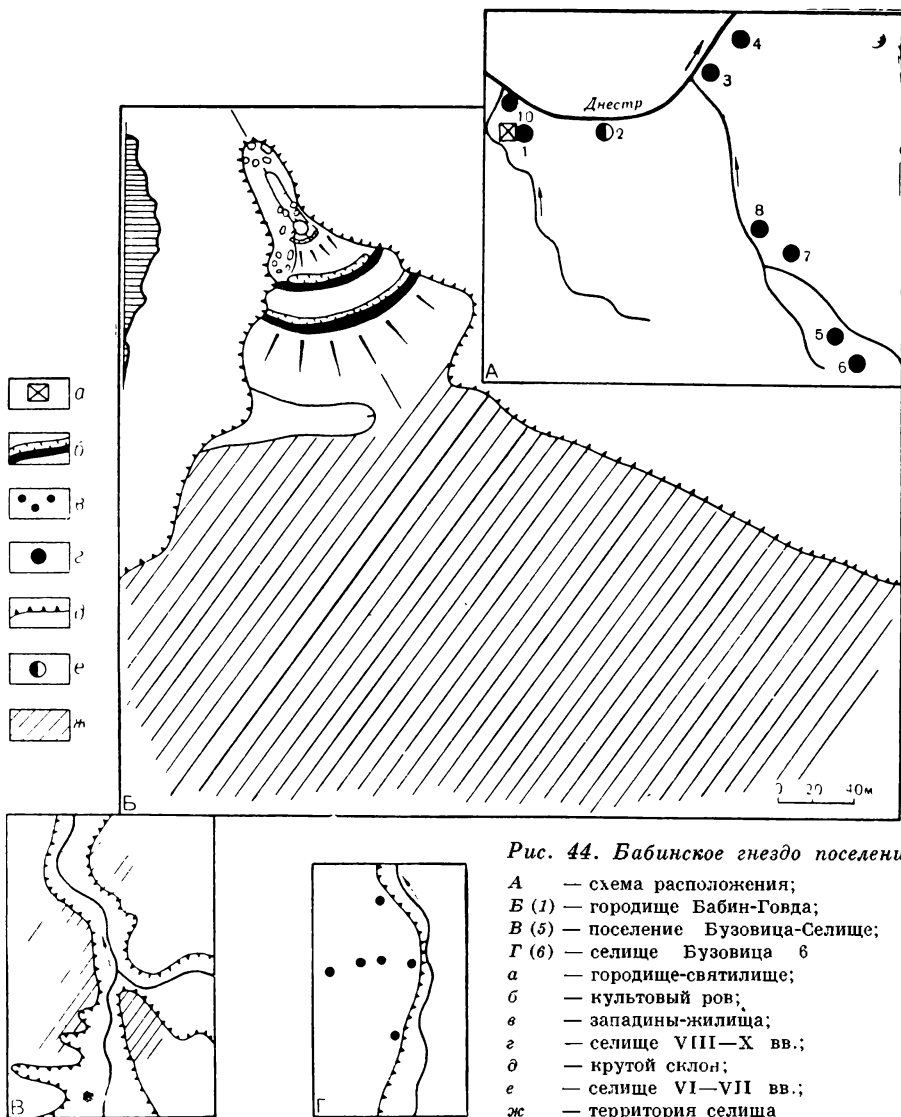 4
3
Днестр
10
1
2
8
7
5
6
А
а
б
в
г
д
е
ж
Б
0 20 40м
В
Г
Рис. 44. Бабинское гнездо поселени
А — схема расположения;
Б (1) — городище Бабин-Говда;
В (5) — поселение Бузовица-Селище;
Г (6) — селище Бузовица 6
а — городище-святилище;
б — культовый ров;
в — западины-жилища;
г — селище VIII—X вв.;
д — крутой склон;
е — селище VI—VII вв.;
ж — территория селища